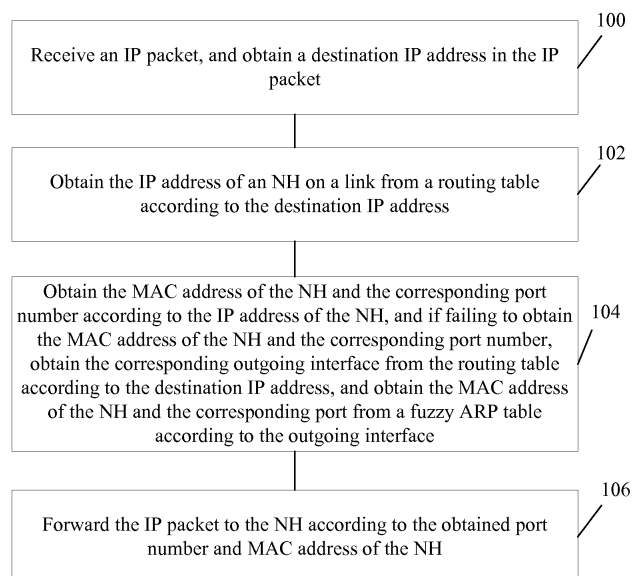 100
Receive an IP packet, and obtain a destination IP address in the IP
packet
102
Obtain the IP address of an NH on a link from a routing table
according to the destination IP address
Obtain the MAC address of the NH and the corresponding port
number according to the IP address of the NH, and if failing to obtain
the MAC address of the NH and the corresponding port number,
obtain the corresponding outgoing interface from the routing table
according to the destination IP address, and obtain the MAC address
of the NH and the corresponding port from a fuzzy ARP table
according to the outgoing interface
104
106
Forward the IP packet to the NH according to the obtained port
number and MAC address of the NH